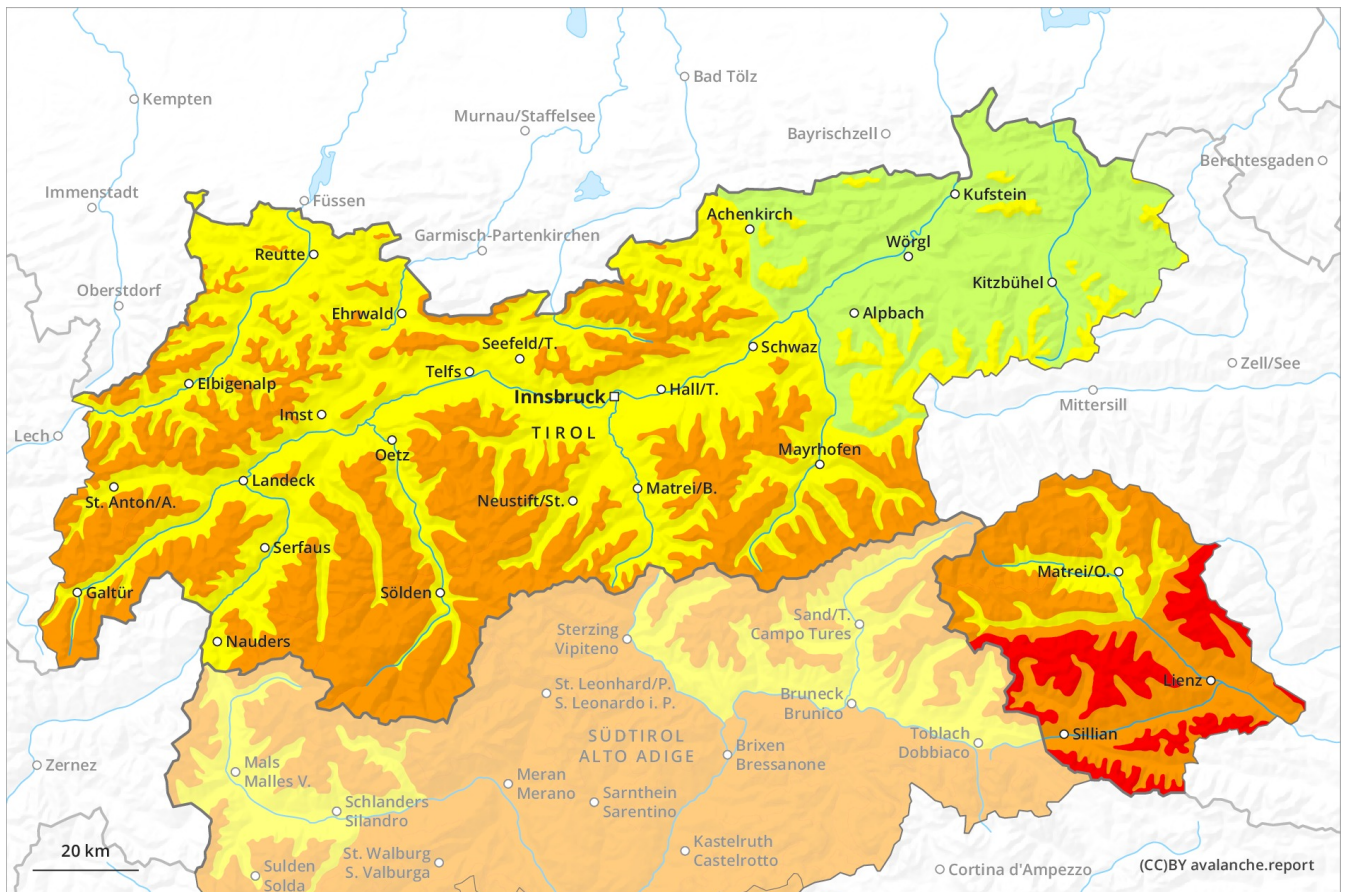 Bad Tölz
Kempten
Murnau/Staffelsee
Bayrischzell
Berchtesgaden
Immenstadt
Füssen
Kufstein
Achenkirch
Garmisch-Partenkirchen
Reutte
Wörgl
Kitzbühel
Oberstdorf
Ehrwald
Alpbach
Seefeld/T.
Schwaz
Zell/See
Telfs
Elbigenalp
Innsbruck
Hall/T.
Mittersill
Imst
TIROL
Lech
Oetz
Mayrhofen
Landeck
Matrei/B.
St. Anton/A.
Neustift/St.
Serfaus
Matrei/O.
Galtür
Sölden
Sand/T.
Campo Tures
Sterzing
Vipiteno
Nauders
Lienz
St. Leonhard/P.
S. Leonardo i. P.
Bruneck
Brunico
Sillian
SÜDTIROL
ALTO ADIGE
Toblach
Dobbiaco
Brixen
Bressanone
Zernez
Mals
Malles V.
Meran
Merano
Sarnthein
Sarentino
Schlanders
Silandro
Kastelruth
Castelrotto
20 km
St. Walburg
S. Valburga
Sulden
Solda
Cortina d'Ampezzo
(CC)BY avalanche.report